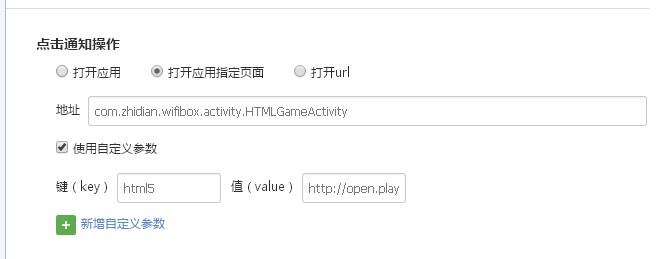 点击通知操作
打开应用 打开应用指定页面 打开url
地址 com.zhidian.wifibox.activity.HTMLGameActivity
使用自定义参数
键（key） html5 值（value） http://open.play
新增自定义参数